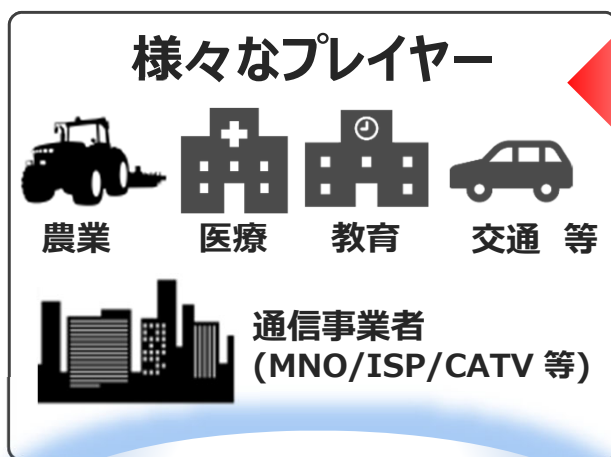 様々なプレイヤー
農業 医療 教育 交通 等
通信事業者
(MNO/ISP/CATV 等)